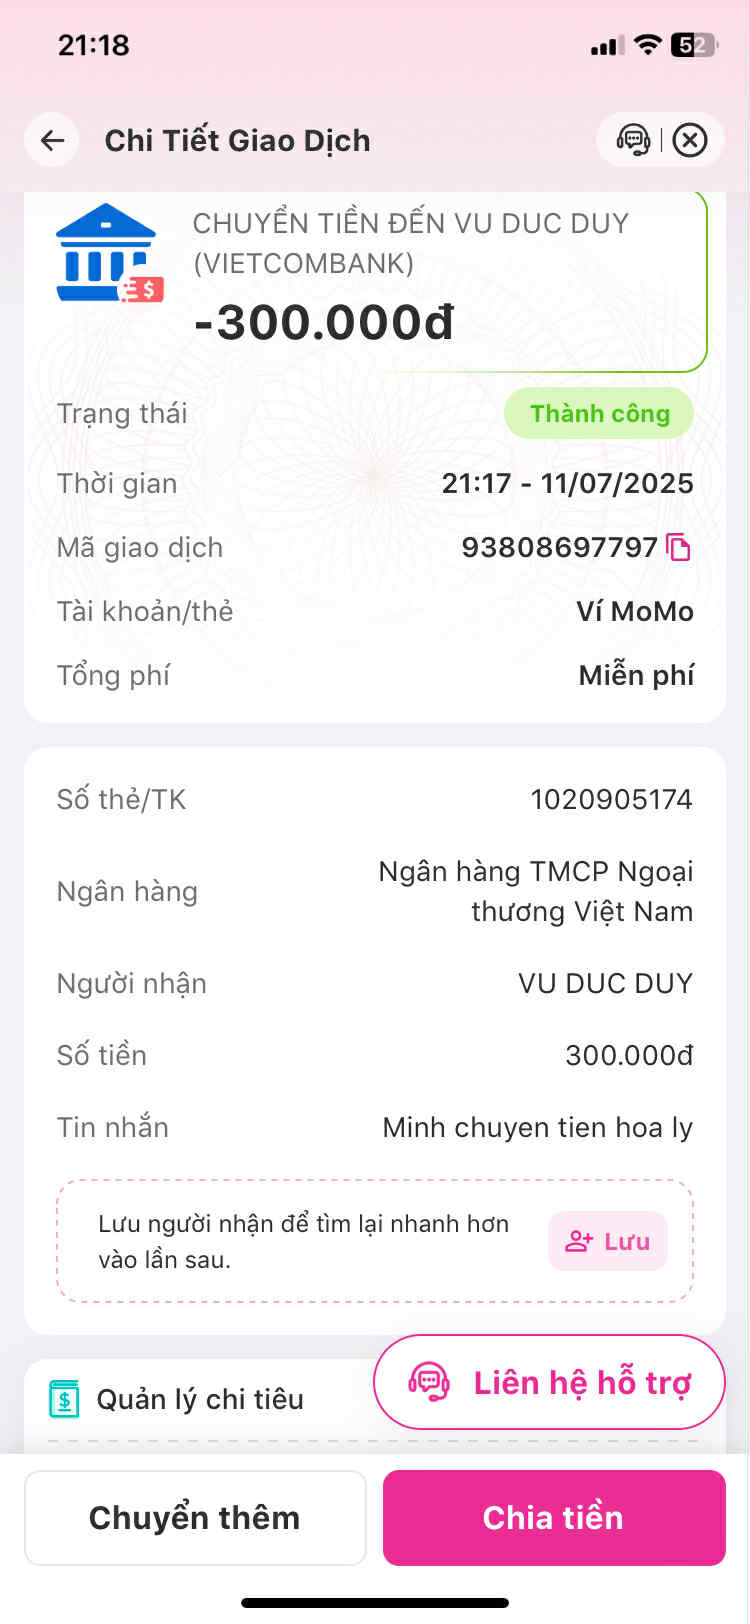 21:18
52
Chi Tiết Giao Dịch
CHUYỂN TIỀN ĐẾN VU DUC DUY
(VIETCOMBANK)
-300.000đ
$
Trạng thái
Thành công
Thời gian
21:17 - 11/07/2025
Mã giao dịch
93808697797
Tài khoản/thẻ
Ví MoMo
Tổng phí
Miễn phí
Số thẻ/TK
1020905174
Ngân hàng
Ngân hàng TMCP Ngoại
thương Việt Nam
Người nhận
VU DUC DUY
Số tiền
300.000đ
Tin nhắn
Minh chuyen tien hoa ly
Lưu người nhận để tìm lại nhanh hơn
vào lần sau.
Lưu
$
Quản lý chi tiêu
Liên hệ hỗ trợ
Chuyển thêm
Chia tiền